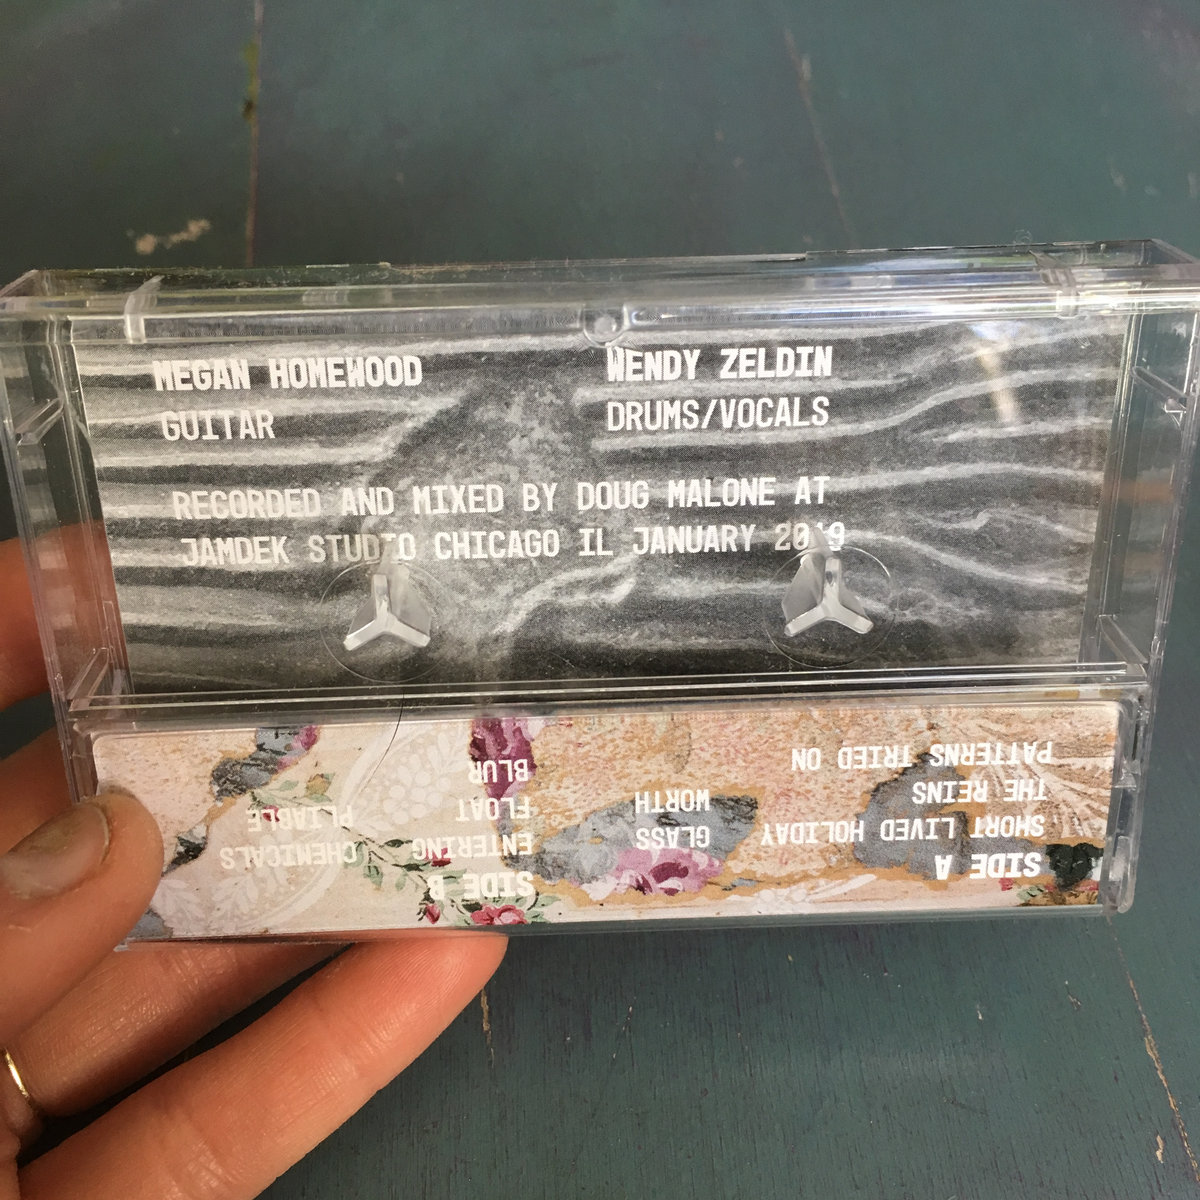 MEGAN HOMEWOOD
GUITAR
WENDY ZELDIN
DRUMS/VOCALS
RECORDED AND MIXED BY DOUG MALONE AT
JAMDEK STUDIO CHICAGO IL JANUARY 2019
SIDE A
SHORT LIVED HOLIDAY
THE REINS
PATTERNS TRIED ON
GLASS
WORTH
SIDE B
ENTERING
FLOAT
BLUR
CHEMICALS
PLIABLE